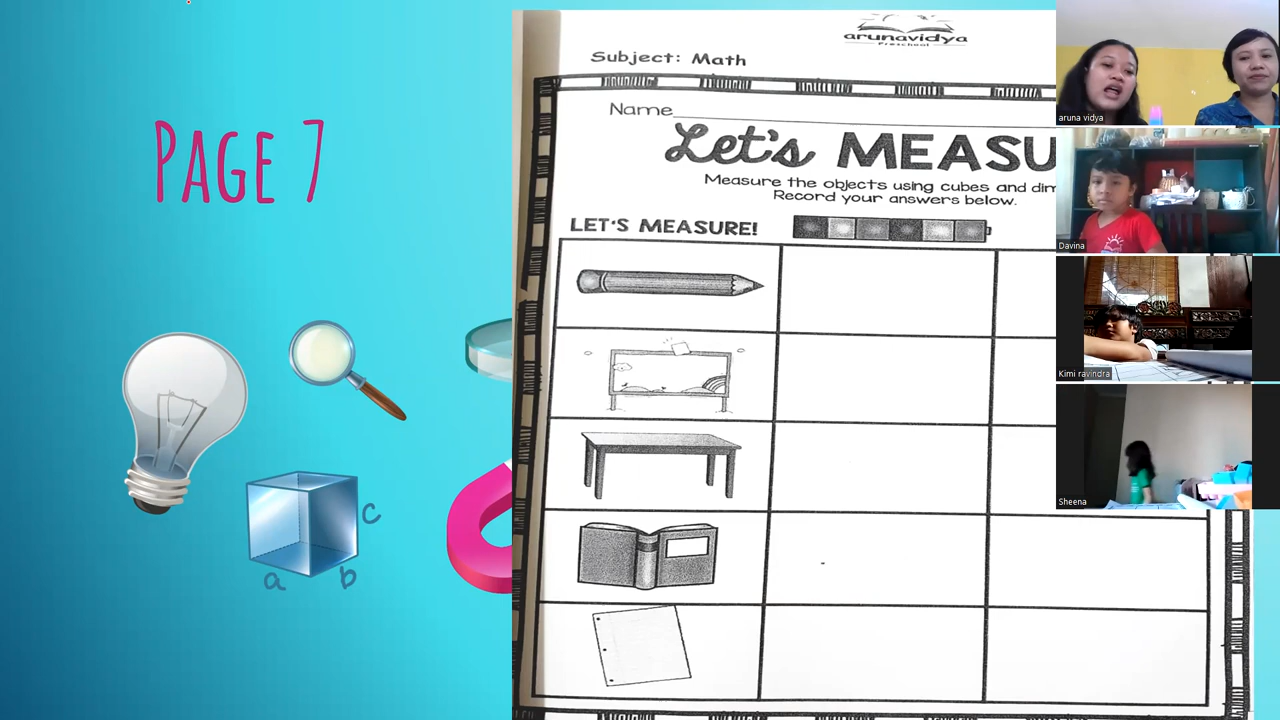 PAGE 7
arunavidya
Preschool
Subject: Math
Name
Let's MEASU
Measure the objects using cubes and dim
Record your answers below.
LET'S MEASURE!
a
b
c
aruna vidya
Davina
Kimi ravindra
Sheena